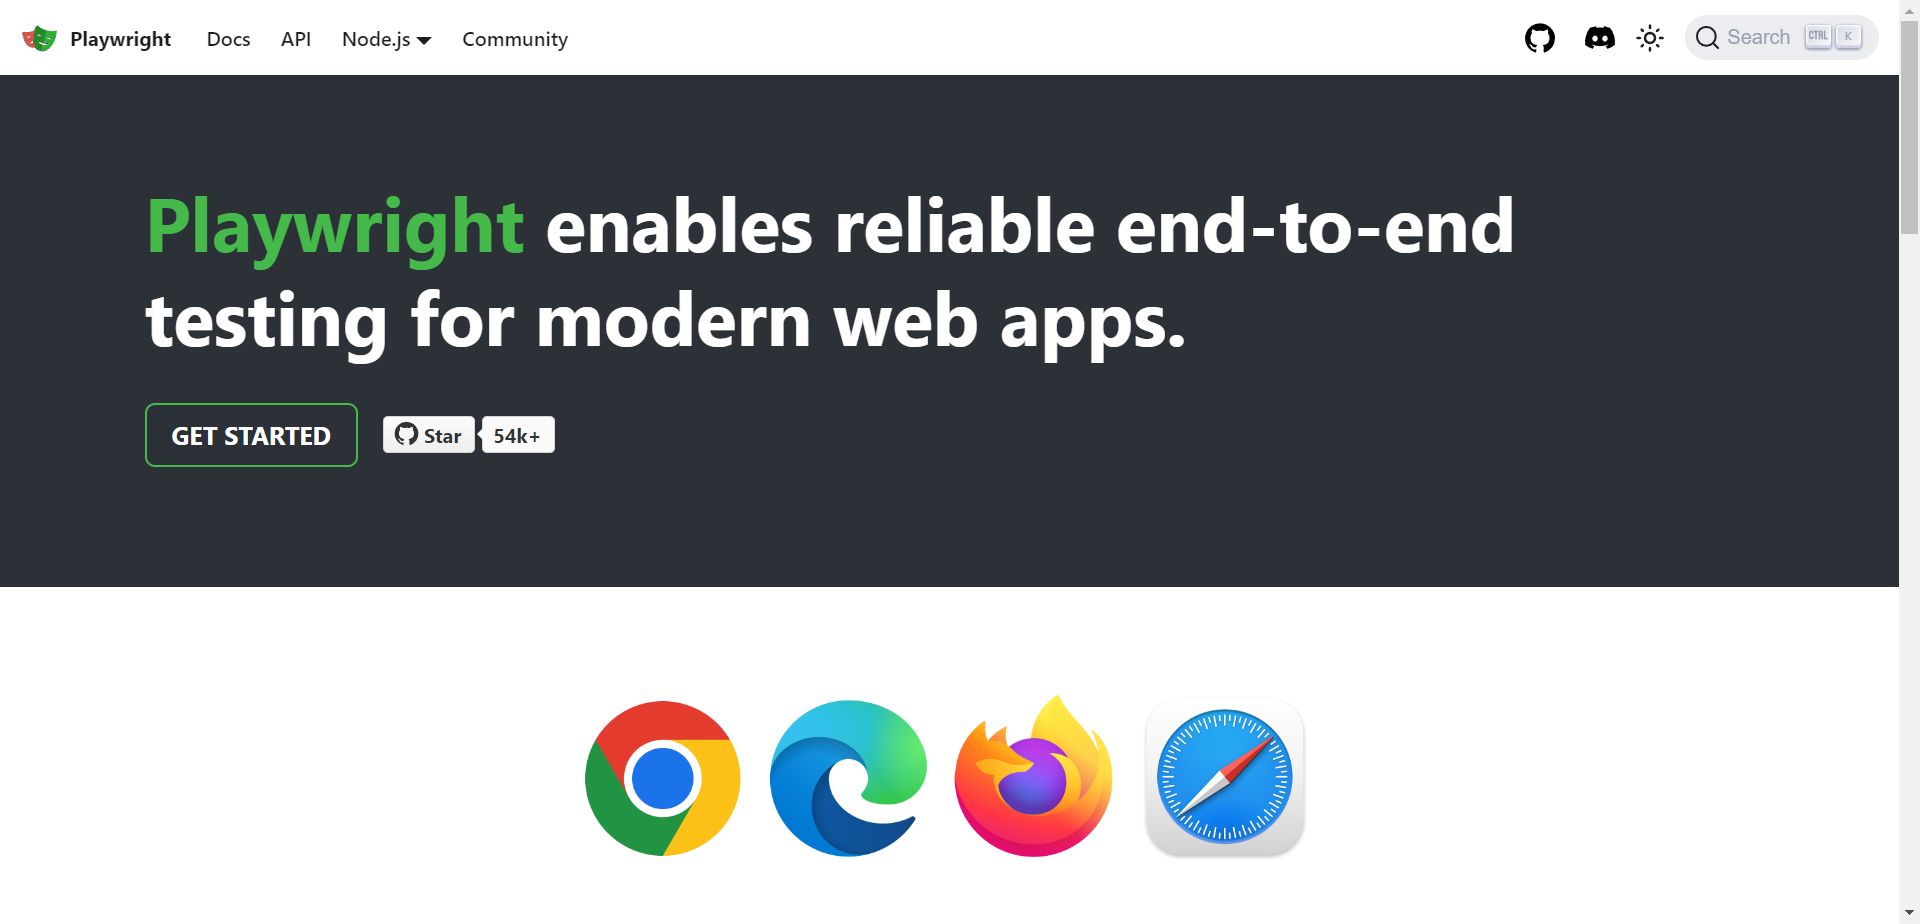 Playwright Docs API Node.js Community Search CTRL K
Playwright enables reliable end-to-end
testing for modern web apps.
GET STARTED Star 54k+